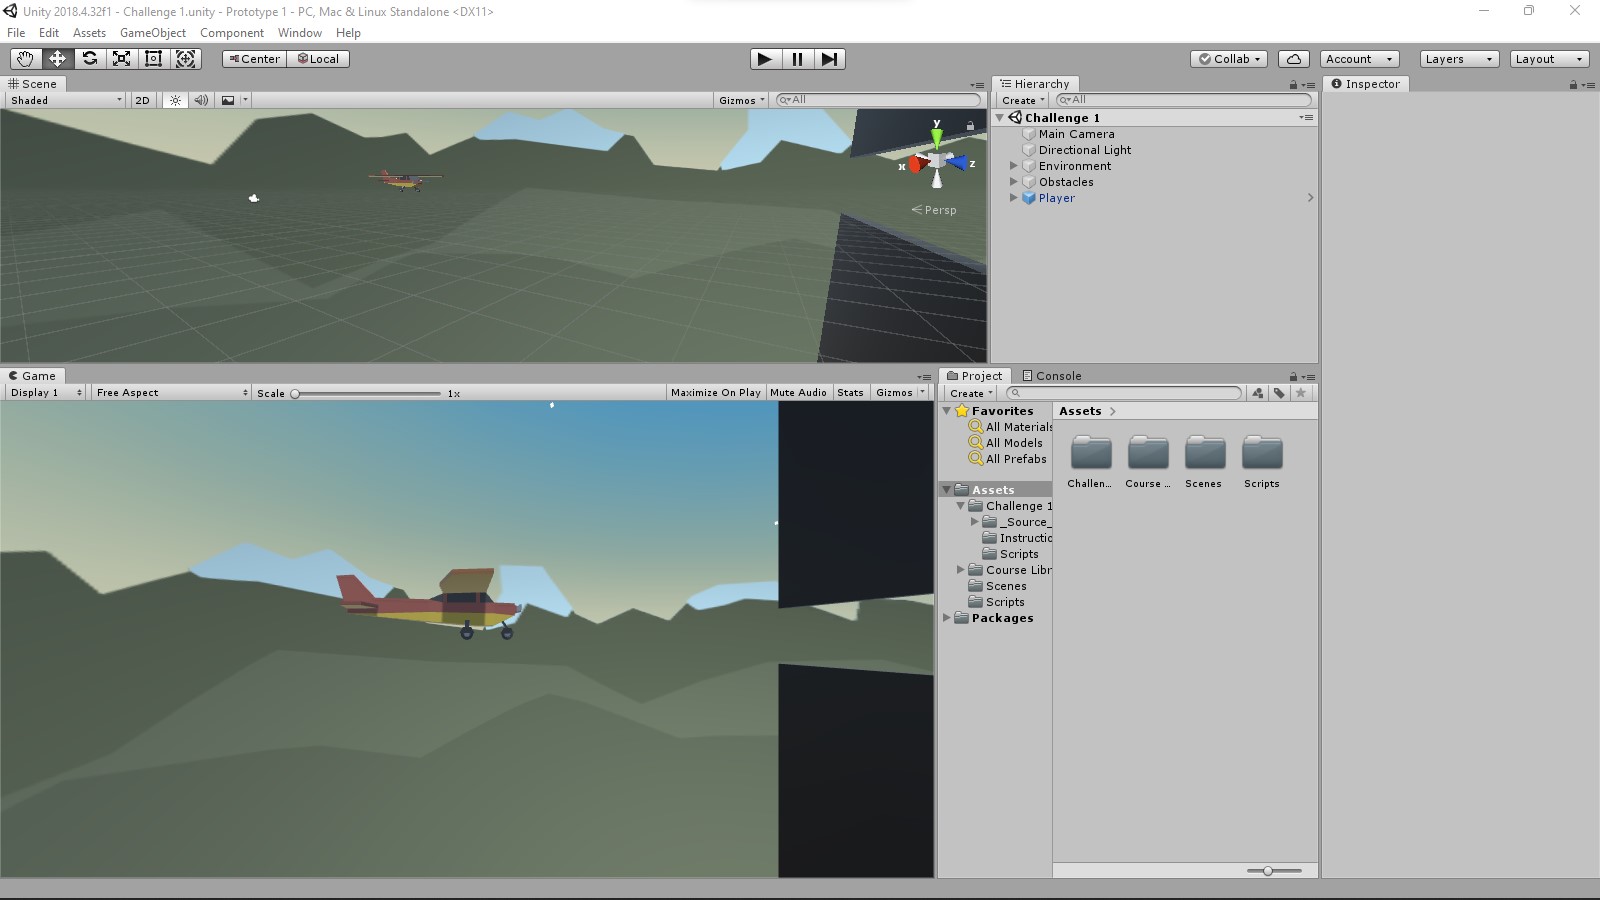 Unity 2018.4.32f1 - Challenge 1.unity - Prototype 1 - PC, Mac & Linux Standalone <DX11>
File Edit Assets GameObject Component Window Help
Center Local Collab Account Layers Layout
Scene
Shaded 2D Gizmos All
y
x z
Persp
Hierarchy
Create All
Challenge 1
Main Camera
Directional Light
Environment
Obstacles
Player
Inspector
Game
Display 1 Free Aspect Scale 1x Maximize On Play Mute Audio Stats Gizmos
Project Console
Create
Favorites
All Materials
All Models
All Prefabs
Assets
Challenge 1
_Source_
Instructio
Scripts
Course Libr
Scenes
Scripts
Packages
Assets
Challen... Course ... Scenes Scripts